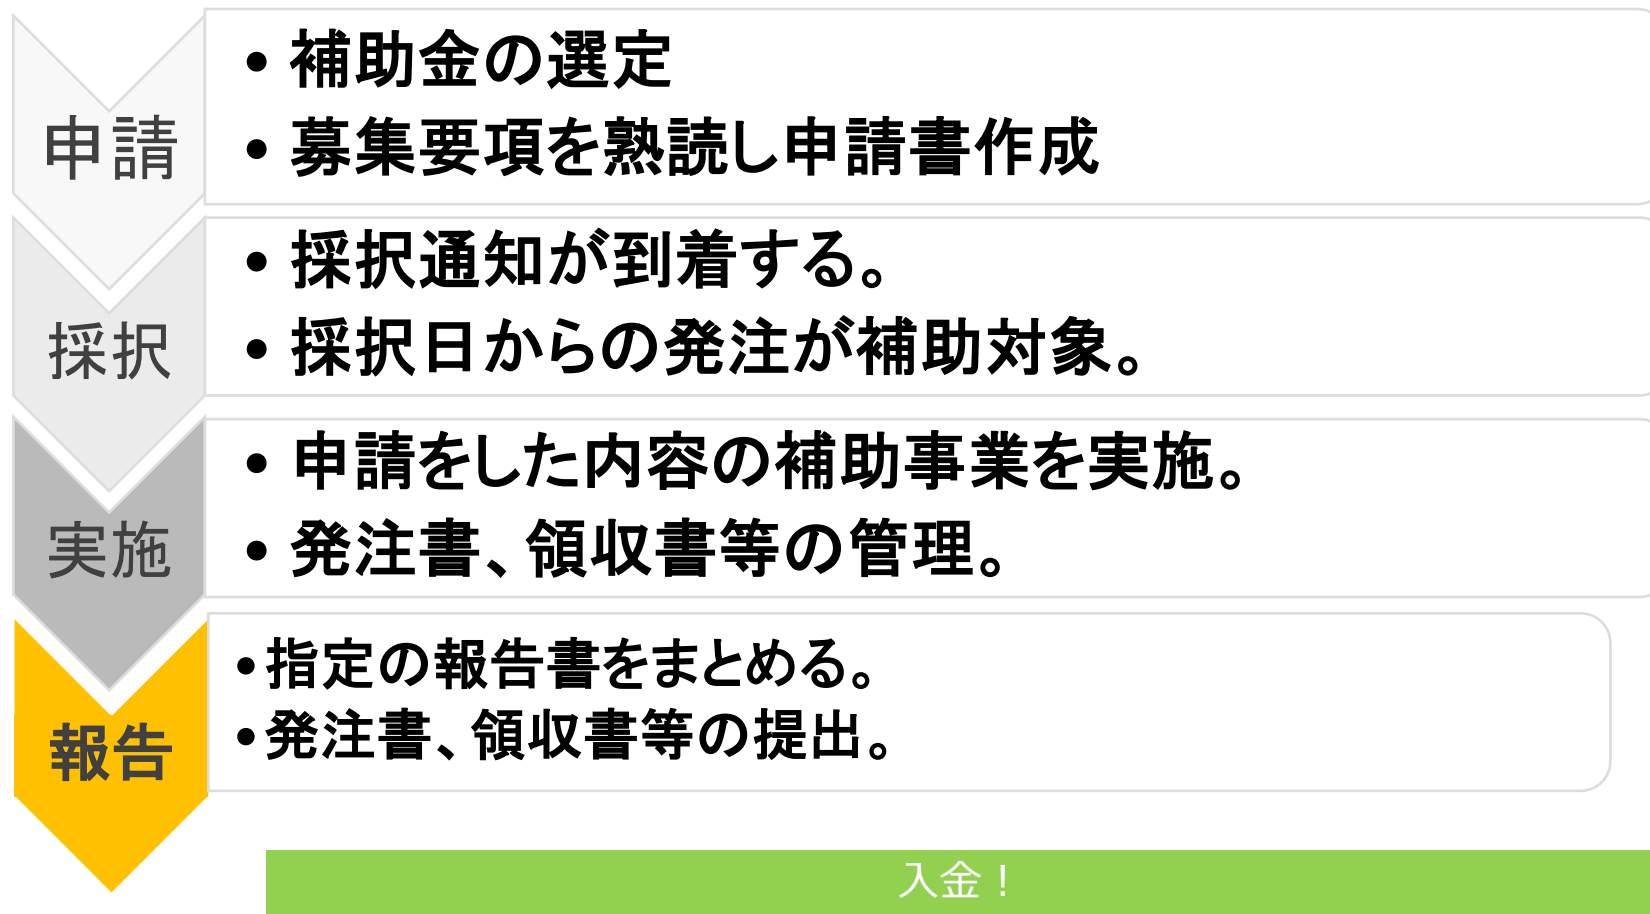 申請
• 補助金の選定
• 募集要項を熟読し申請書作成
採択
• 採択通知が到着する。
• 採択日からの発注が補助対象。
実施
• 申請をした内容の補助事業を実施。
• 発注書、領収書等の管理。
報告
•指定の報告書をまとめる。
•発注書、領収書等の提出。
入金！